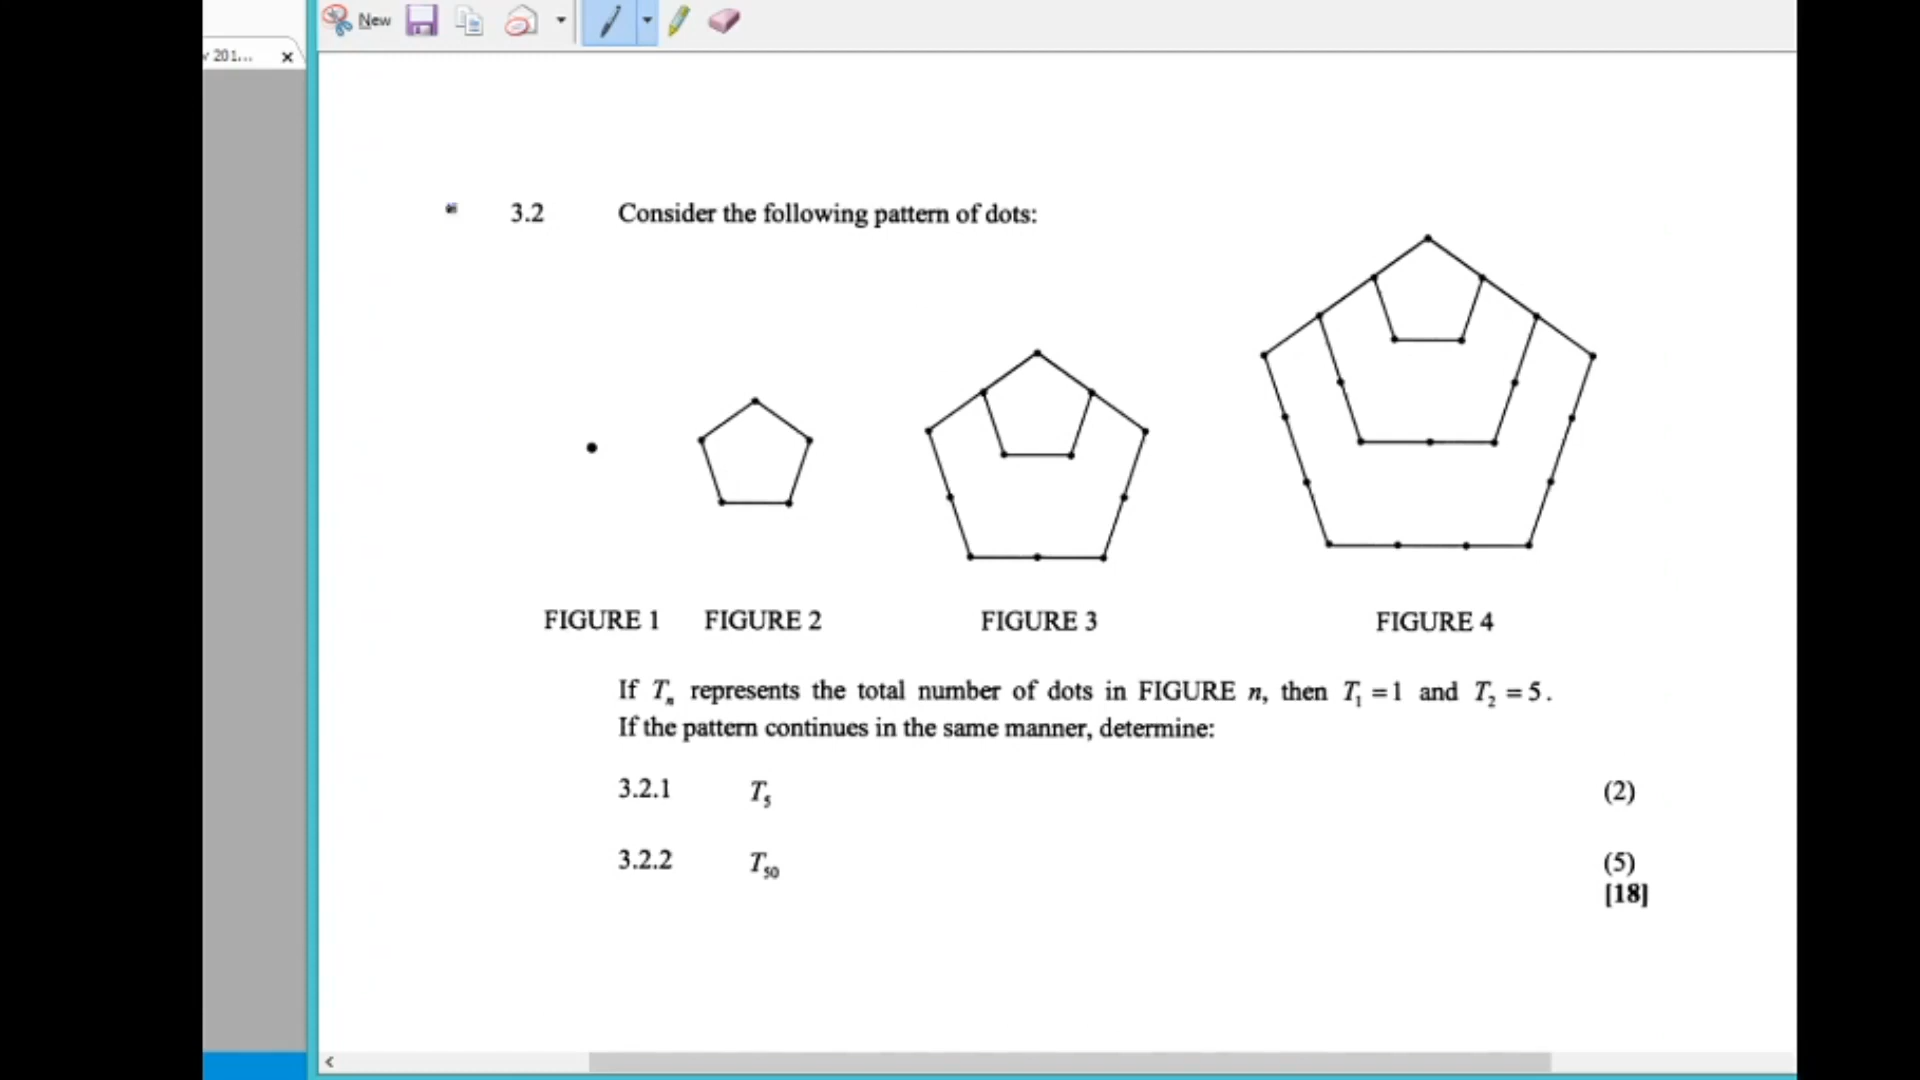 New
v 201...
3.2 Consider the following pattern of dots:
FIGURE 1 FIGURE 2 FIGURE 3 FIGURE 4
If Tₙ represents the total number of dots in FIGURE n, then T₁ = 1 and T₂ = 5.
If the pattern continues in the same manner, determine:
3.2.1 T₅ (2)
3.2.2 T₅₀ (5)
[18]